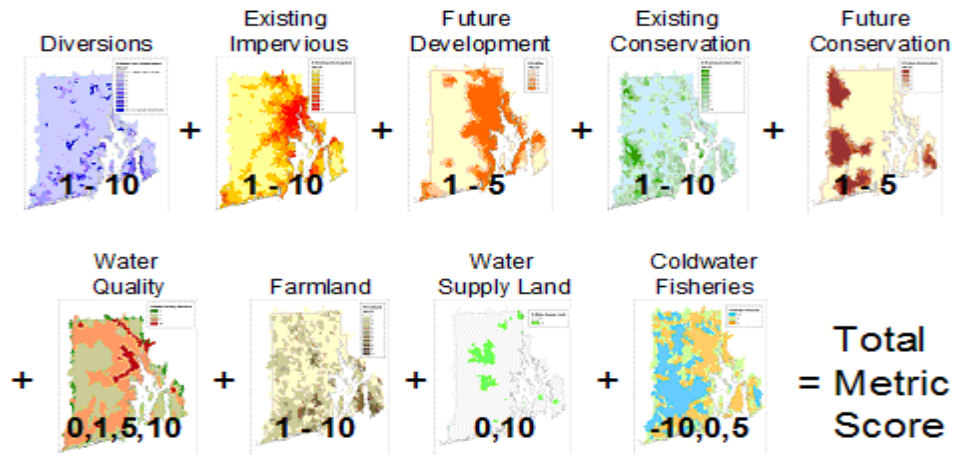 Diversions
Existing
Impervious
Future
Development
Existing
Conservation
Future
Conservation
1 - 10
+
1 - 10
+
1 - 5
+
1 - 10
+
1 - 5
Water
Quality
Farmland
Water
Supply Land
Coldwater
Fisheries
+
0,1,5,10
+
1 - 10
+
0,10
+
-10,0,5
Total
= Metric
Score